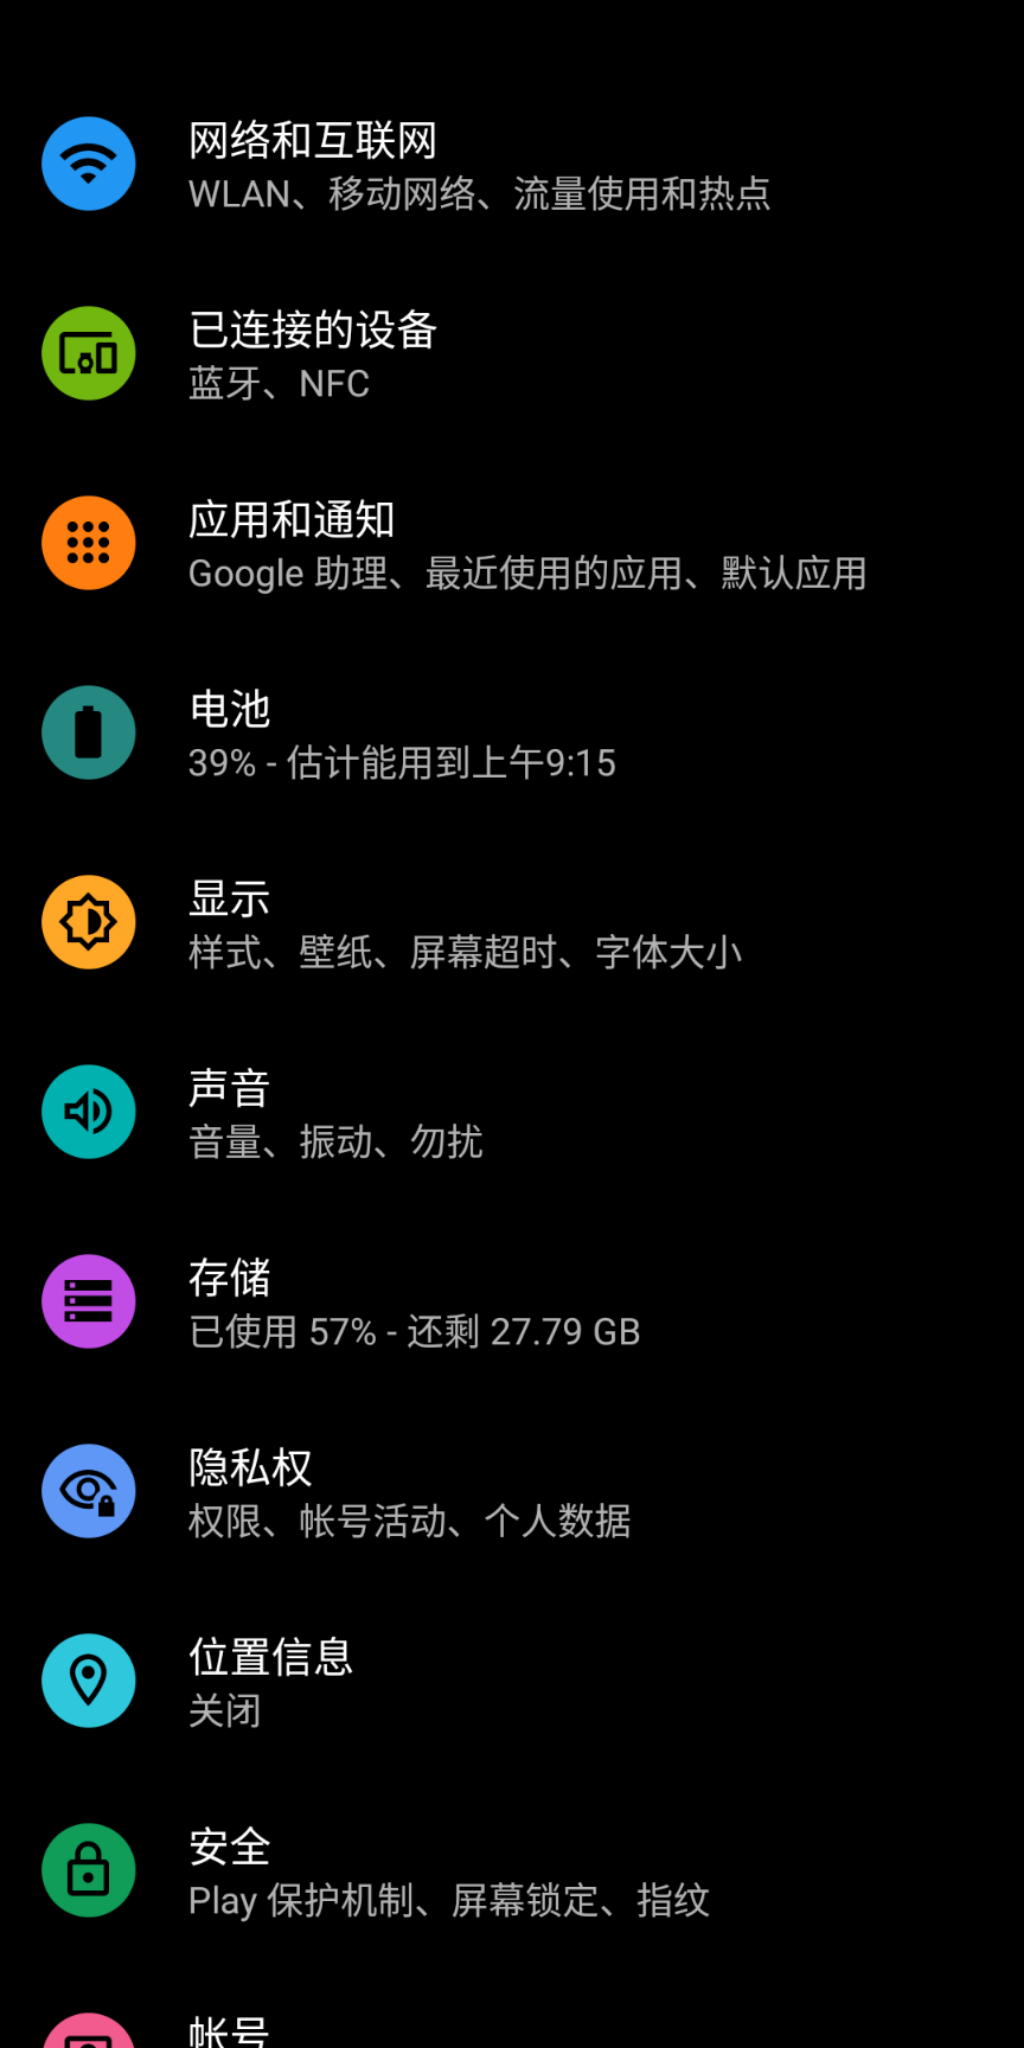 网络和互联网
WLAN、移动网络、流量使用和热点
已连接的设备
蓝牙、NFC
应用和通知
Google 助理、最近使用的应用、默认应用
电池
39% - 估计能用到上午9:15
显示
样式、壁纸、屏幕超时、字体大小
声音
音量、振动、勿扰
存储
已使用 57% - 还剩 27.79 GB
隐私权
权限、帐号活动、个人数据
位置信息
关闭
安全
Play 保护机制、屏幕锁定、指纹
帐号